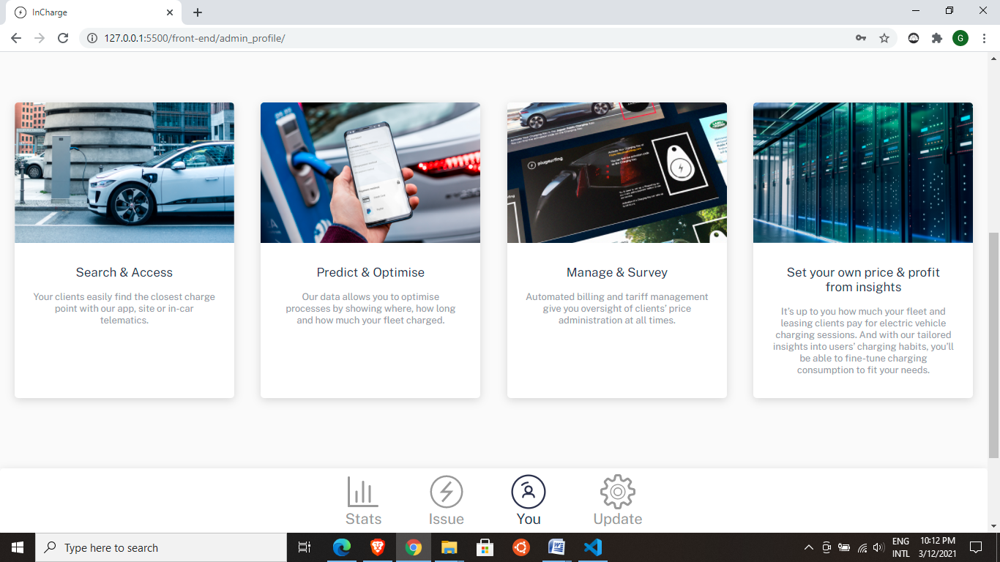 InCharge
127.0.0.1:5500/front-end/admin_profile/
G
plugsurfing
Search & Access
Your clients easily find the closest charge
point with our app, site or in-car
telematics.
Predict & Optimise
Our data allows you to optimise
processes by showing where, how long
and how much your fleet charged.
Manage & Survey
Automated billing and tariff management
give you oversight of clients' price
administration at all times.
Set your own price & profit
from insights
It's up to you how much your fleet and
leasing clients pay for electric vehicle
charging sessions. And with our tailored
insights into users' charging habits, you'll
be able to fine-tune charging
consumption to fit your needs.
Stats
Issue
You
Update
Type here to search
ENG
INTL
10:12 PM
3/12/2021